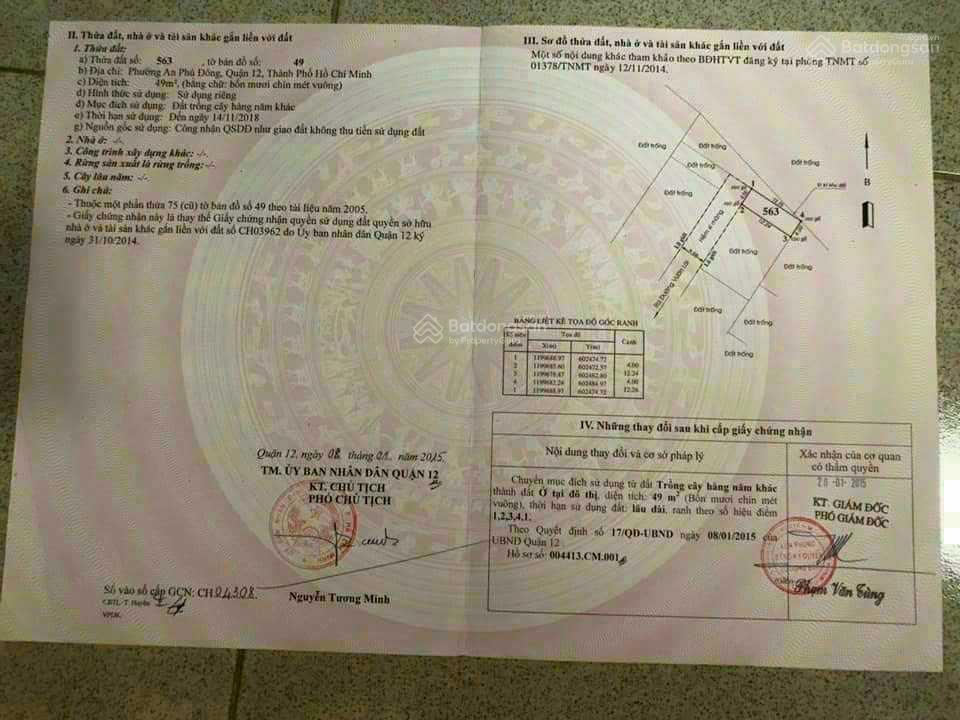 II. Thửa đất, nhà ở và tài sản khác gắn liền với đất
1. Thửa đất:
a) Thửa đất số: 563 , tờ bản đồ số: 49
b) Địa chỉ: Phường An Phú Đông, Quận 12, Thành Phố Hồ Chí Minh
c) Diện tích: 49m², (bằng chữ: bốn mươi chín mét vuông)
d) Hình thức sử dụng: Sử dụng riêng
đ) Mục đích sử dụng: Đất trồng cây hàng năm khác
e) Thời hạn sử dụng: Đến ngày 14/11/2018
g) Nguồn gốc sử dụng: Công nhận QSDĐ như giao đất không thu tiền sử dụng đất
2. Nhà ở: -/-.
3. Công trình xây dựng khác: -/-.
4. Rừng sản xuất là rừng trồng: -/-.
5. Cây lâu năm: -/-
6. Ghi chú:
- Thuộc một phần thửa 75 (cũ) tờ bản đồ số 49 theo tài liệu năm 2005.
- Giấy chứng nhận này là thay thế Giấy chứng nhận quyền sử dụng đất quyền sở hữu
nhà ở và tài sản khác gắn liền với đất số CH03962 do Ủy ban nhân dân Quận 12 ký
ngày 31/10/2014.
Quận 12, ngày 08 tháng 01 năm 2015
TM. ỦY BAN NHÂN DÂN QUẬN 12
KT. CHỦ TỊCH
PHÓ CHỦ TỊCH
Số vào sổ cấp GCN: CH04308
Nguyễn Tương Minh
III. Sơ đồ thửa đất, nhà ở và tài sản khác gắn liền với đất
Một số nội dung khác tham khảo theo BĐHTVT đăng ký tại phòng TNMT số
01378/TNMT ngày 12/11/2014.
Đất trống
Đất trống
Đất trống
Đất trống
Đất trống
B
1
2
563
4
3
Hẻm xi măng
Lề gỗ
Đất trống
Đất trống
Ra Đường Vườn Lài
Đất trống
Đất trống
Đất trống
BẢNG LIỆT KÊ TỌA ĐỘ GÓC RANH
Số hiệu điểm Tọa độ Cạnh
X(m) Y(m)
1 1199688.97 602474.72
2 1199685.60 602472.57 4.00
3 1199679.47 602482.80 12.24
4 1199682.24 602484.97 4.00
1 1199688.97 602474.72 12.26
IV. Những thay đổi sau khi cấp giấy chứng nhận
Nội dung thay đổi và cơ sở pháp lý
Xác nhận của cơ quan
có thẩm quyền
Chuyển mục đích sử dụng từ đất Trồng cây hàng năm khác
thành đất Ở tại đô thị, diện tích: 49 m² (Bốn mươi chín mét
vuông), thời hạn sử dụng đất: lâu dài, ranh theo số hiệu điểm
1,2,3,4,1.
Theo Quyết định số 17/QĐ-UBND ngày 08/01/2015 của
UBND Quận 12
Hồ sơ số: 004413.CM.001
28-01-2015
KT. GIÁM ĐỐC
PHÓ GIÁM ĐỐC
Phạm Văn Tùng
Batdongsan
by PropertyGuru
Batdongsan
by PropertyGuru